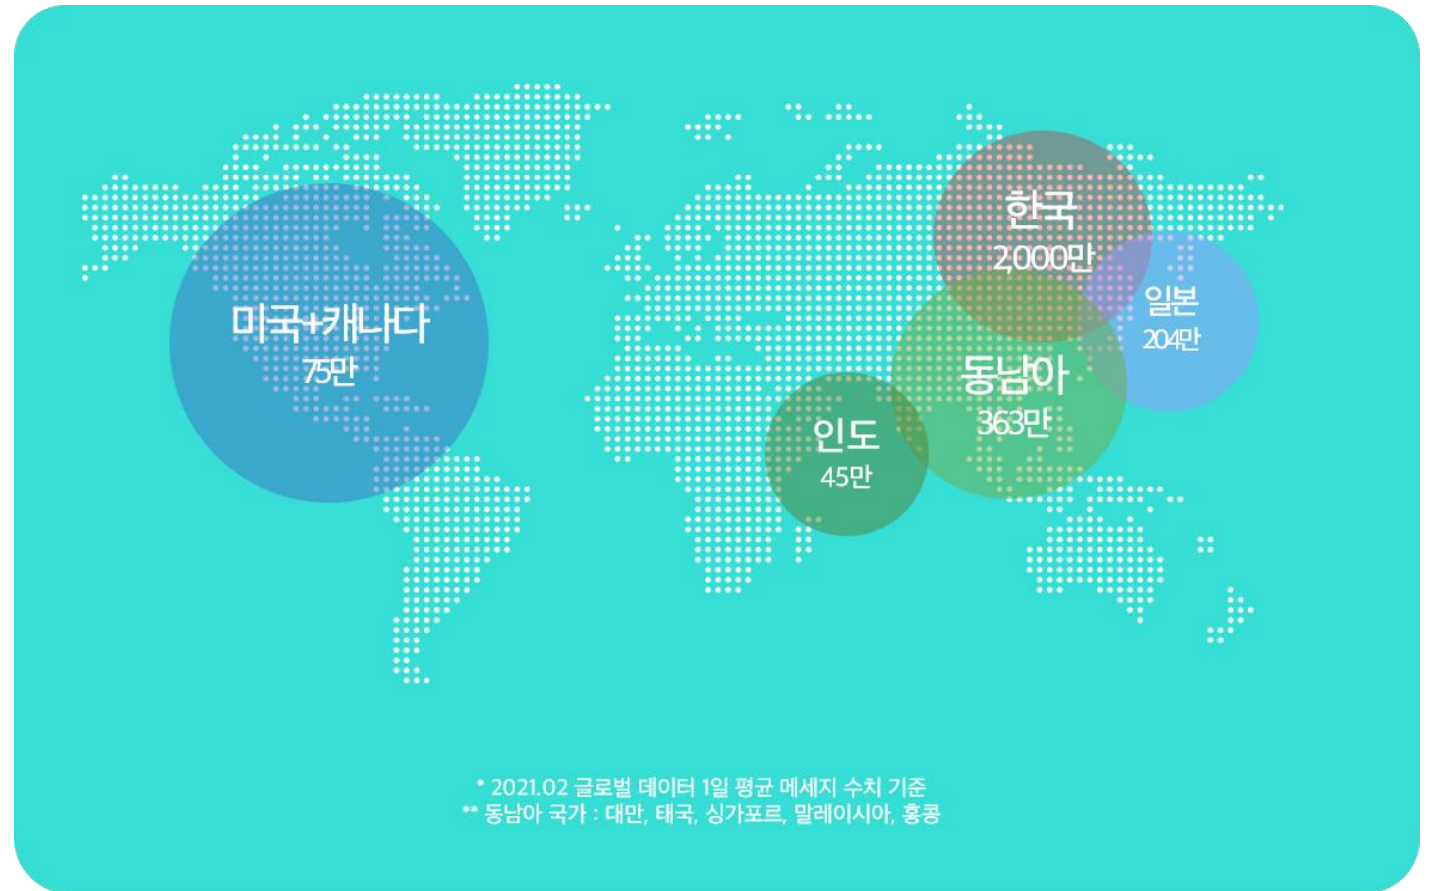 한국
2,000만
미국+캐나다
75만
일본
204만
동남아
363만
인도
45만
* 2021.02 글로벌 데이터 1일 평균 메세지 수치 기준
** 동남아 국가 : 대만, 태국, 싱가포르, 말레이시아, 홍콩